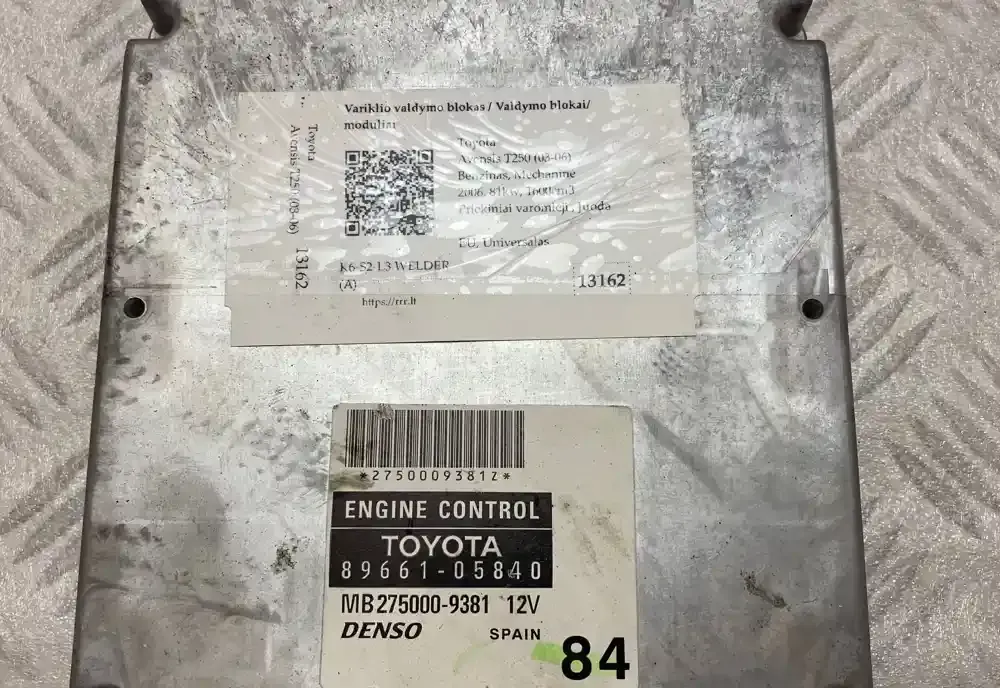 Variklio valdymo blokas / Valdymo blokai/
moduliai
Toyota
Avensis T250 (03-06)
Benzinas, Mechaninė
2006, 81kw, 1600cm3
Priekiniai varomieji, Juoda
EU, Universalas
K6-S2-L3 WELDER
(A)
13162
https://rrr.lt
Toyota
Avensis T250 (03-06)
13162
*2750009381Z*
ENGINE CONTROL
TOYOTA
89661-05840
MB275000-9381 12V
DENSO SPAIN
84